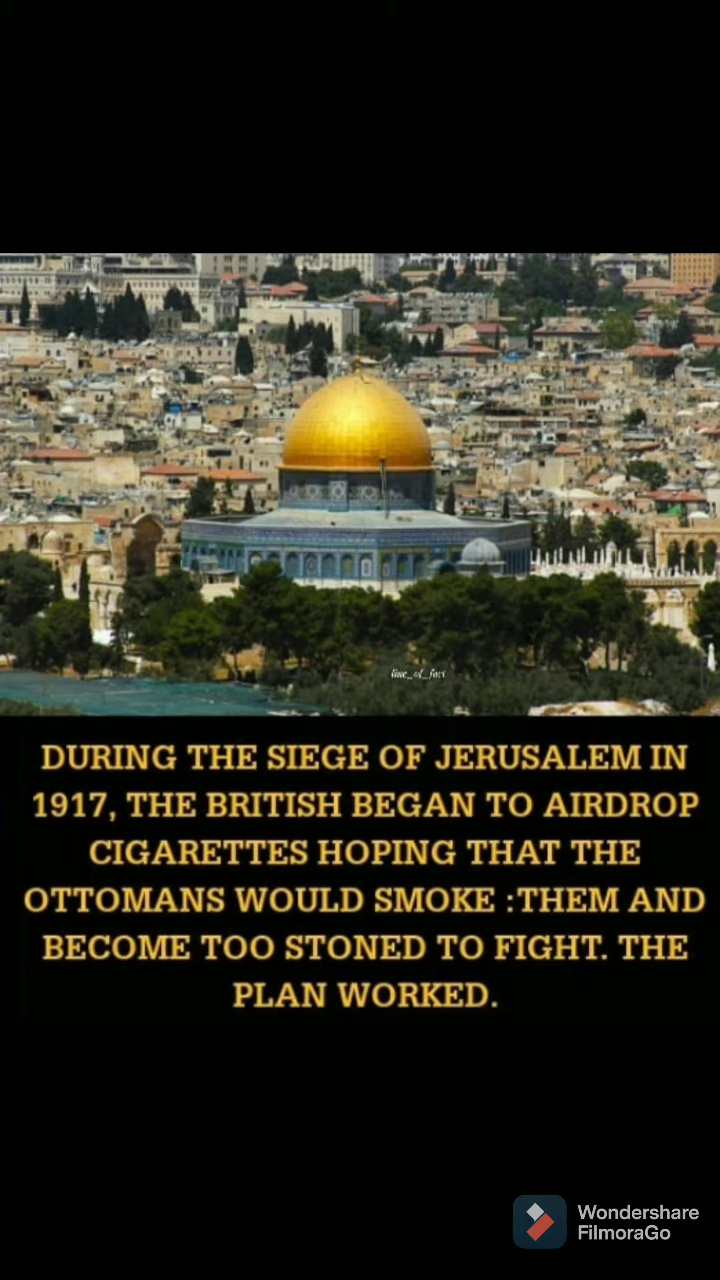 DURING THE SIEGE OF JERUSALEM IN
1917, THE BRITISH BEGAN TO AIRDROP
CIGARETTES HOPING THAT THE
OTTOMANS WOULD SMOKE :THEM AND
BECOME TOO STONED TO FIGHT. THE
PLAN WORKED.
Wondershare
FilmoraGo